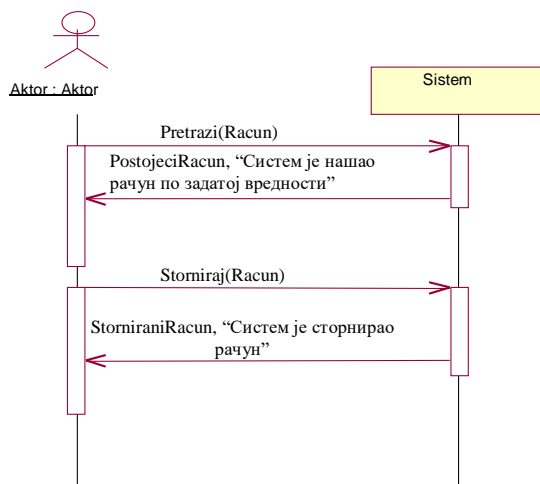 Aktor : Aktor
Sistem
Pretrazi(Racun)
PostojeciRacun, “Систем је нашао
рачун по задатој вредности”
Storniraj(Racun)
StorniraniRacun, “Систем је сторнирао
рачун”